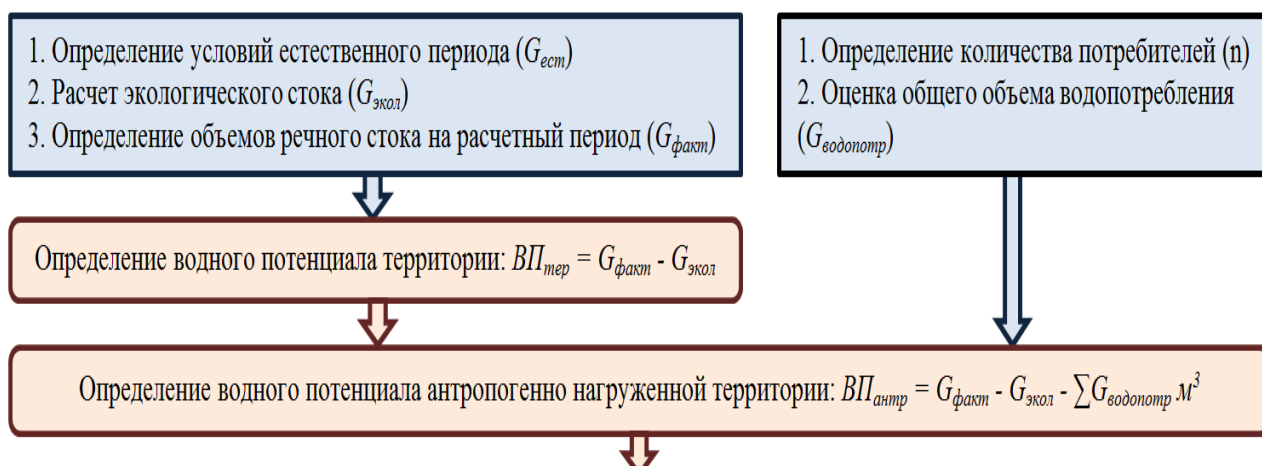 1. Определение условий естественного периода (Gест)
2. Расчет экологического стока (Gэкол)
3. Определение объемов речного стока на расчетный период (Gфакт)
1. Определение количества потребителей (n)
2. Оценка общего объема водопотребления
(Gводопотр)
Определение водного потенциала территории: ВПтер = Gфакт - Gэкол
Определение водного потенциала антропогенно нагруженной территории: ВПантр = Gфакт - Gэкол - ∑Gводопотр м³